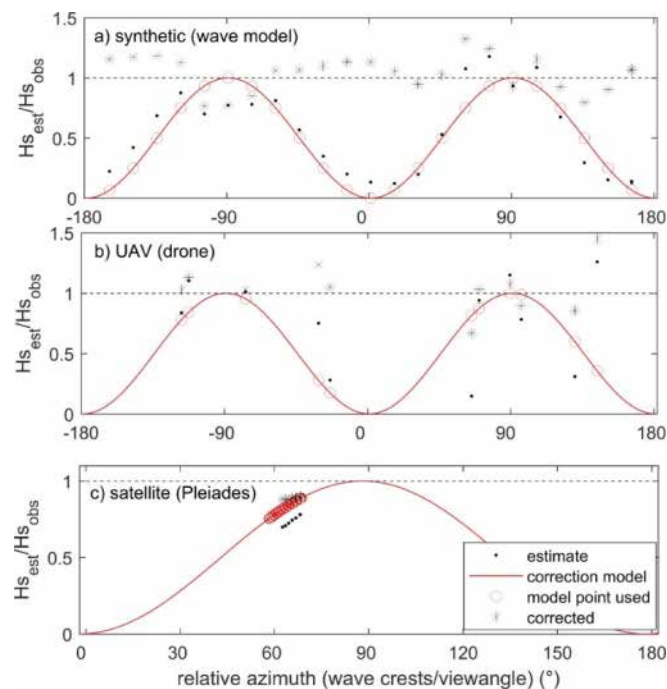 1.5
a) synthetic (wave model)
1
Hs_est/Hs_obs
0.5
0
-180 -90 0 90 180
1.5
b) UAV (drone)
1
Hs_est/Hs_obs
0.5
0
-180 -90 0 90 180
1
c) satellite (Pleiades)
Hs_est/Hs_obs
0.5
estimate
correction model
model point used
corrected
0
0 30 60 90 120 150 180
relative azimuth (wave crests/viewangle) (°)